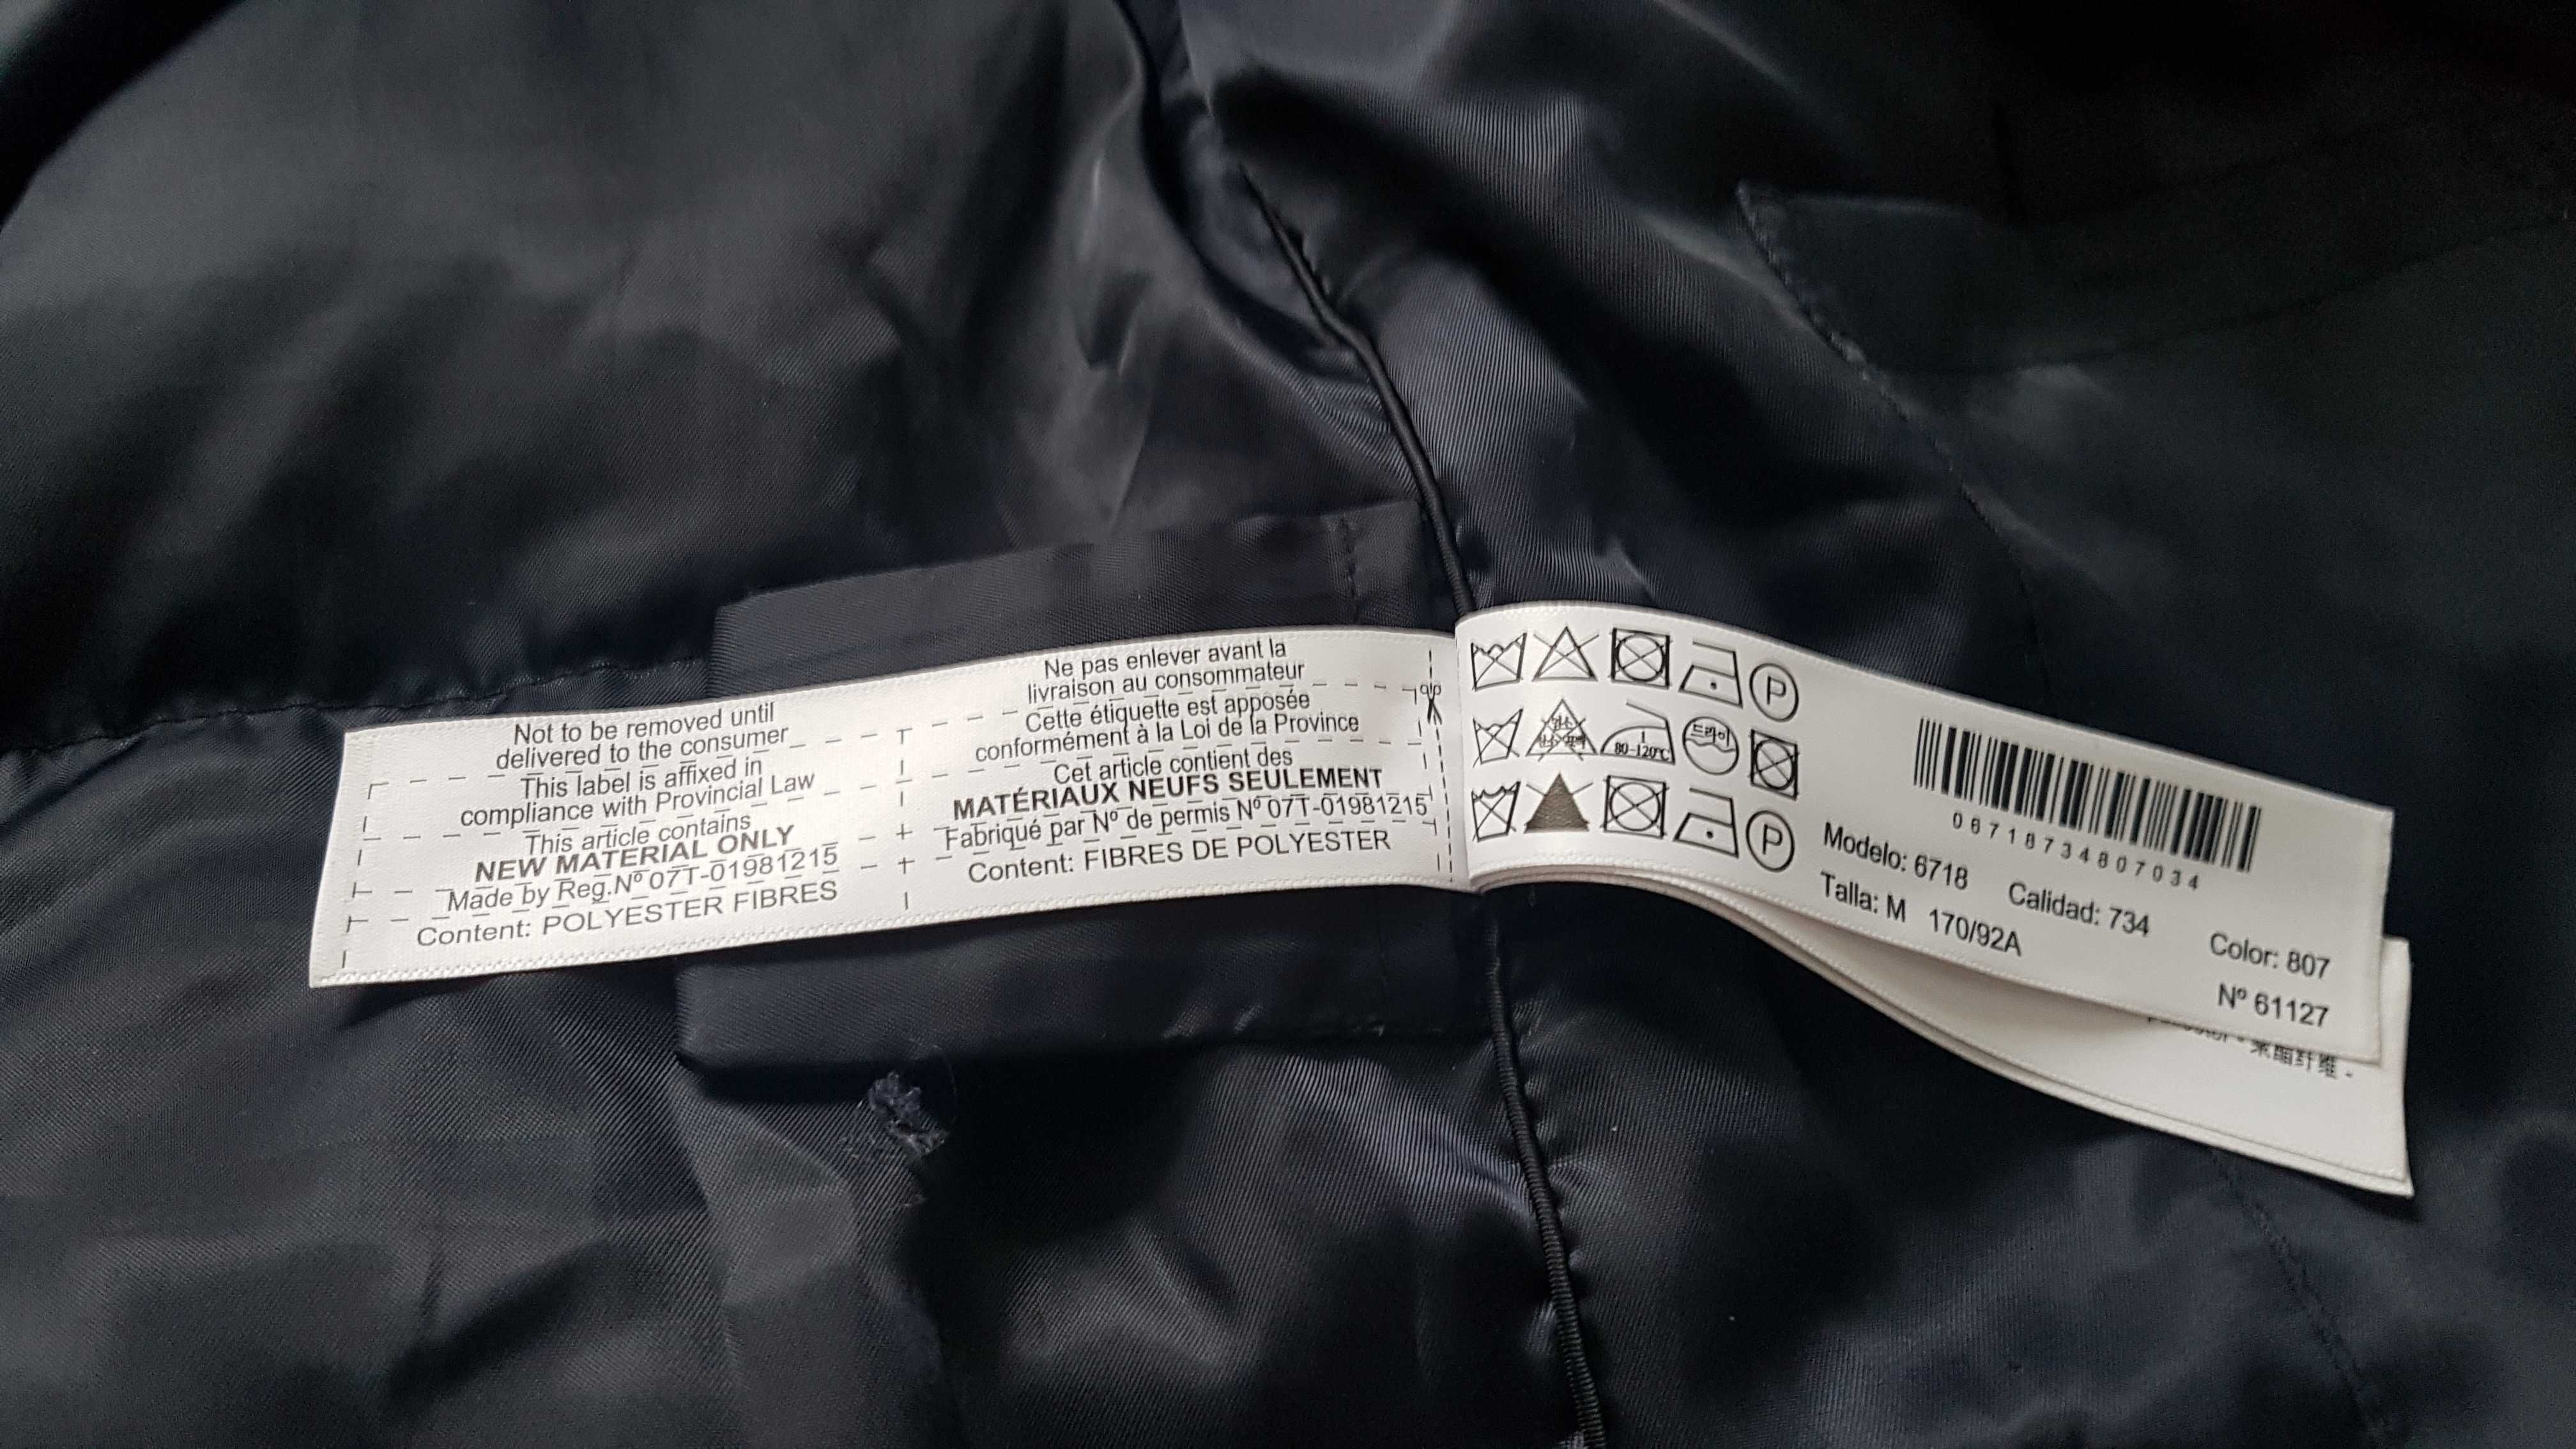 Not to be removed until
delivered to the consumer
This label is affixed in
compliance with Provincial Law
This article contains
NEW MATERIAL ONLY
Made by Reg.Nº 07T-01981215
Content: POLYESTER FIBRES
Ne pas enlever avant la
livraison au consommateur
Cette étiquette est apposée
conformément à la Loi de la Province
Cet article contient des
MATÉRIAUX NEUFS SEULEMENT
Fabriqué par Nº de permis Nº 07T-01981215
Content: FIBRES DE POLYESTER
P
80-120℃
드라이
P
06718734807034
Modelo: 6718 Calidad: 734 Color: 807
Talla: M 170/92A Nº 61127